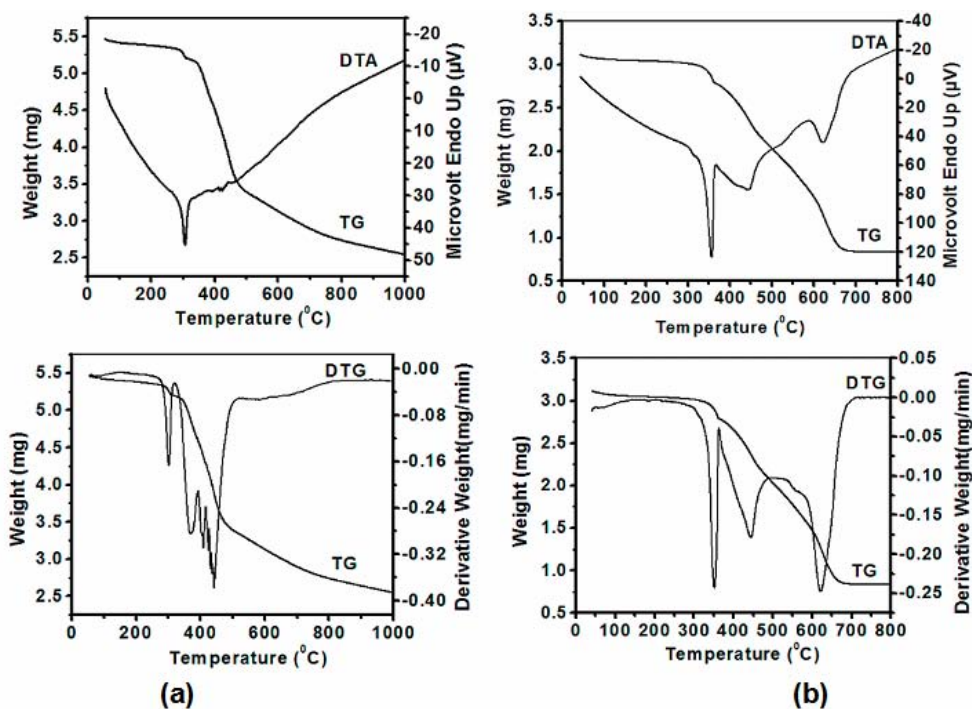 5.5
5.0
4.5
4.0
3.5
3.0
2.5
Weight (mg)
DTA
TG
-20
-10
0
10
20
30
40
50
Microvolt Endo Up (µV)
0 200 400 600 800 1000
Temperature (⁰C)
3.5
3.0
2.5
2.0
1.5
1.0
0.5
Weight (mg)
DTA
TG
-40
-20
0
20
40
60
80
100
120
140
Microvolt Endo Up (µV)
0 100 200 300 400 500 600 700 800
Temperature (⁰C)
5.5
5.0
4.5
4.0
3.5
3.0
2.5
Weight (mg)
DTG
TG
-0.00
-0.08
-0.16
-0.24
-0.32
-0.40
Derivative Weight(mg/min)
0 200 400 600 800 1000
Temperature (⁰C)
(a)
3.5
3.0
2.5
2.0
1.5
1.0
0.5
Weight (mg)
DTG
TG
0.05
0.00
-0.05
-0.10
-0.15
-0.20
-0.25
Derivative Weight(mg/min)
0 100 200 300 400 500 600 700 800
Temperature (⁰C)
(b)